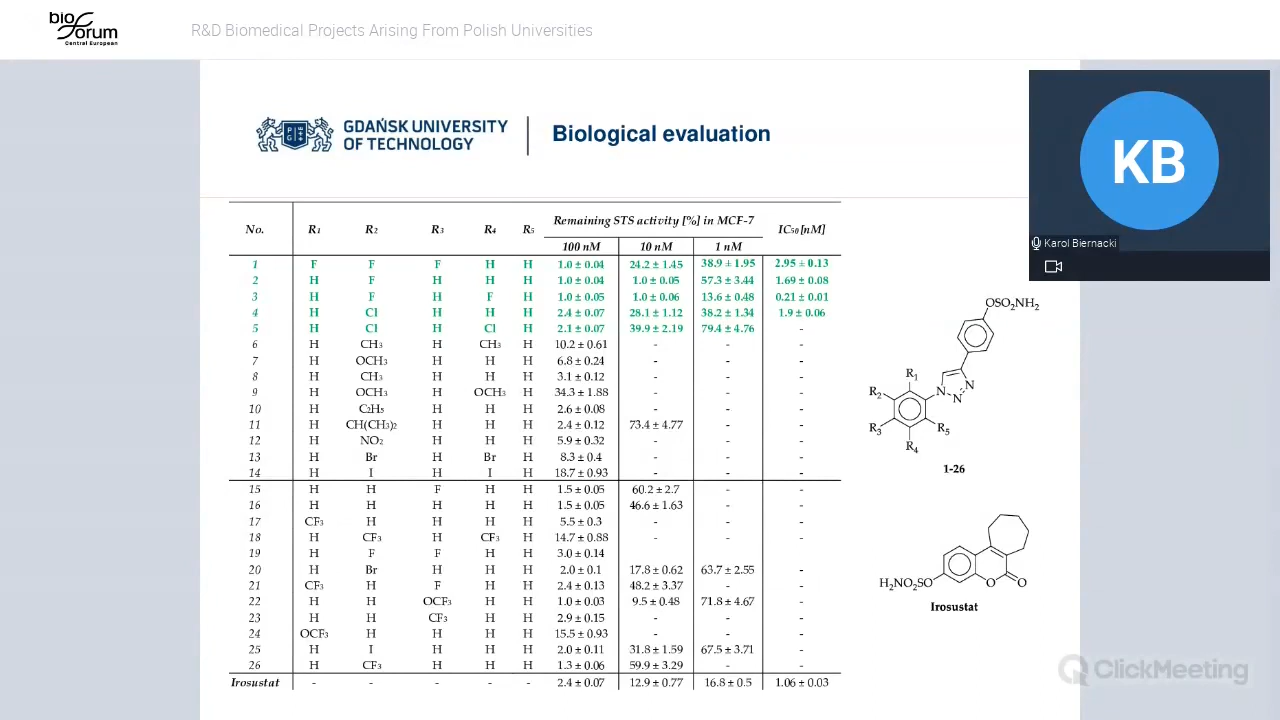 bio Forum
Central European
R&D Biomedical Projects Arising From Polish Universities
GDAŃSK UNIVERSITY
OF TECHNOLOGY
Biological evaluation
KB
Karol Biernacki
No. R1 R2 R3 R4 R5 Remaining STS activity [%] in MCF-7 IC50 [nM]
100 nM 10 nM 1 nM
1 F F F H H 1.0 ± 0.04 24.2 ± 1.45 38.9 ± 1.95 2.95 ± 0.13
2 H F H H H 1.0 ± 0.04 1.0 ± 0.05 57.3 ± 3.44 1.69 ± 0.08
3 H F H F H 1.0 ± 0.05 1.0 ± 0.06 13.6 ± 0.48 0.21 ± 0.01
4 H Cl H H H 2.4 ± 0.07 28.1 ± 1.12 38.2 ± 1.34 1.9 ± 0.06
5 H Cl H Cl H 2.1 ± 0.07 39.9 ± 2.19 79.4 ± 4.76 -
6 H CH3 H CH3 H 10.2 ± 0.61 - - -
7 H OCH3 H H H 6.8 ± 0.24 - - -
8 H CH3 H H H 3.1 ± 0.12 - - -
9 H OCH3 H OCH3 H 34.3 ± 1.88 - - -
10 H C2H5 H H H 2.6 ± 0.08 - - -
11 H CH(CH3)2 H H H 2.4 ± 0.12 73.4 ± 4.77 - -
12 H NO2 H H H 5.9 ± 0.32 - - -
13 H Br H Br H 8.3 ± 0.4 - - -
14 H I H I H 18.7 ± 0.93 - - -
15 H H F H H 1.5 ± 0.05 60.2 ± 2.7 - -
16 H H H H H 1.5 ± 0.05 46.6 ± 1.63 - -
17 CF3 H H H H 5.5 ± 0.3 - - -
18 H CF3 H CF3 H 14.7 ± 0.88 - - -
19 H F F H H 3.0 ± 0.14 - - -
20 H Br H H H 2.0 ± 0.1 17.8 ± 0.62 63.7 ± 2.55 -
21 CF3 H F H H 2.4 ± 0.13 48.2 ± 3.37 - -
22 H H OCF3 H H 1.0 ± 0.03 9.5 ± 0.48 71.8 ± 4.67 -
23 H H CF3 H H 2.9 ± 0.15 - - -
24 OCF3 H H H H 15.5 ± 0.93 - - -
25 H I H H H 2.0 ± 0.11 31.8 ± 1.59 67.5 ± 3.71 -
26 H CF3 H H H 1.3 ± 0.06 59.9 ± 3.29 - -
Irosustat - - - - - 2.4 ± 0.07 12.9 ± 0.77 16.8 ± 0.5 1.06 ± 0.03
OSO2NH2
R1
R2 N N N
R3 R5
R4
1-26
H2NO2SO O O
Irosustat
ClickMeeting